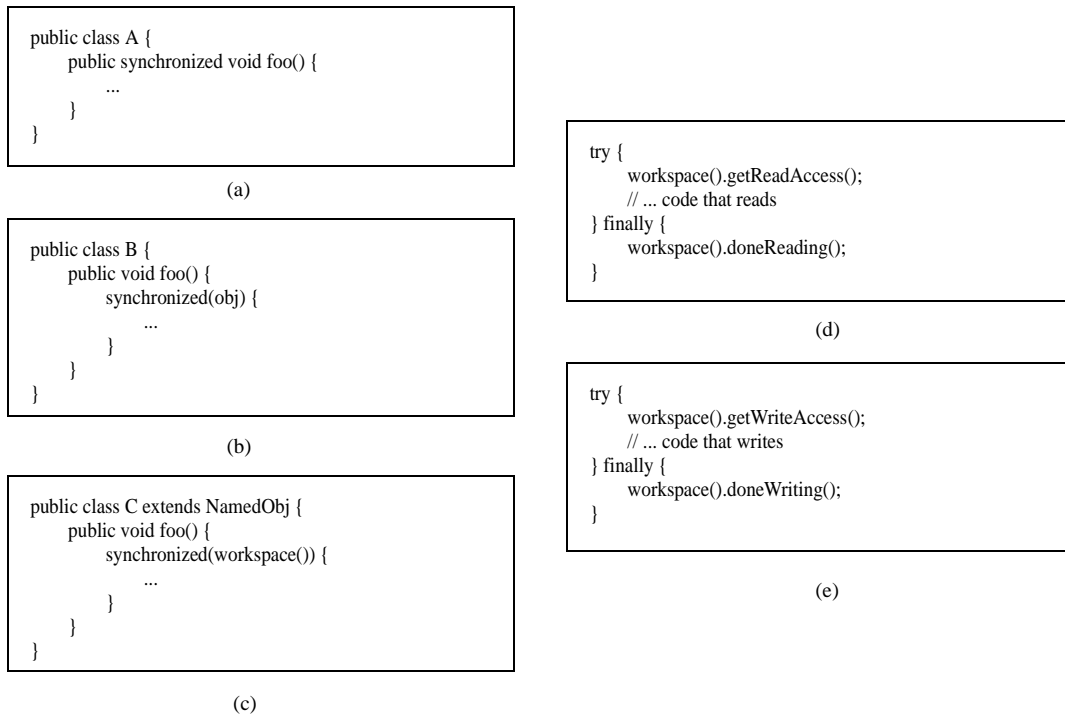 public class A {
public synchronized void foo() {
...
}
}
(a)
public class B {
public void foo() {
synchronized(obj) {
...
}
}
}
(b)
public class C extends NamedObj {
public void foo() {
synchronized(workspace()) {
...
}
}
}
(c)
try {
workspace().getReadAccess();
// ... code that reads
} finally {
workspace().doneReading();
}
(d)
try {
workspace().getWriteAccess();
// ... code that writes
} finally {
workspace().doneWriting();
}
(e)